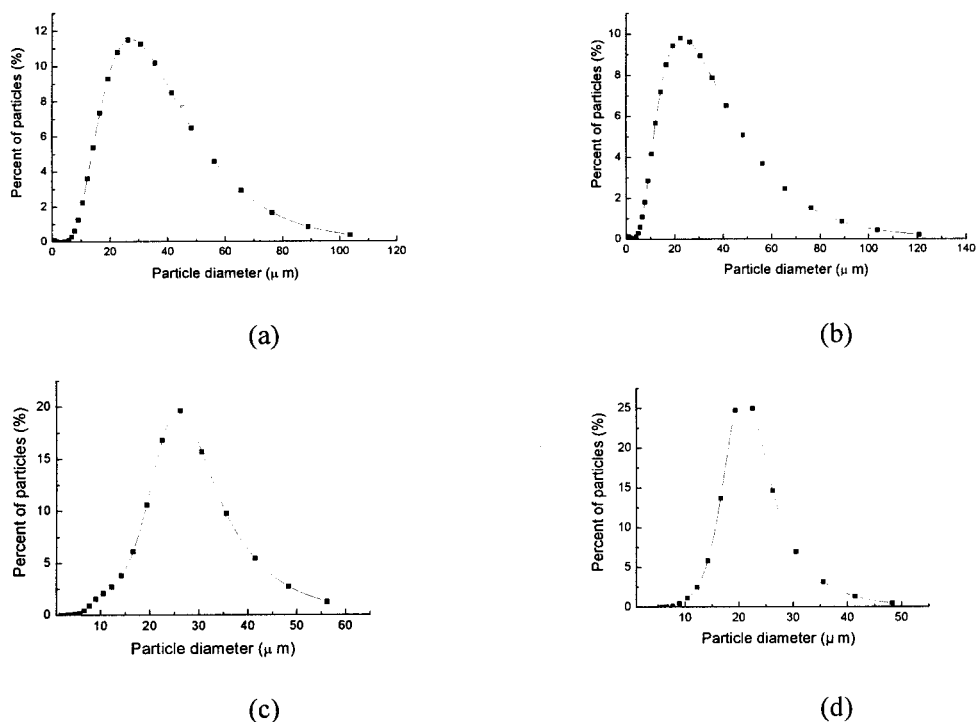 Percent of particles (%)
12
10
8
6
4
2
0
0 20 40 60 80 100 120
Particle diameter (μ m)
(a)
Percent of particles (%)
10
8
6
4
2
0
0 20 40 60 80 100 120 140
Particle diameter (μ m)
(b)
Percent of particles (%)
20
15
10
5
0
10 20 30 40 50 60
Particle diameter (μ m)
(c)
Percent of particles (%)
25
20
15
10
5
0
10 20 30 40 50
Particle diameter (μ m)
(d)